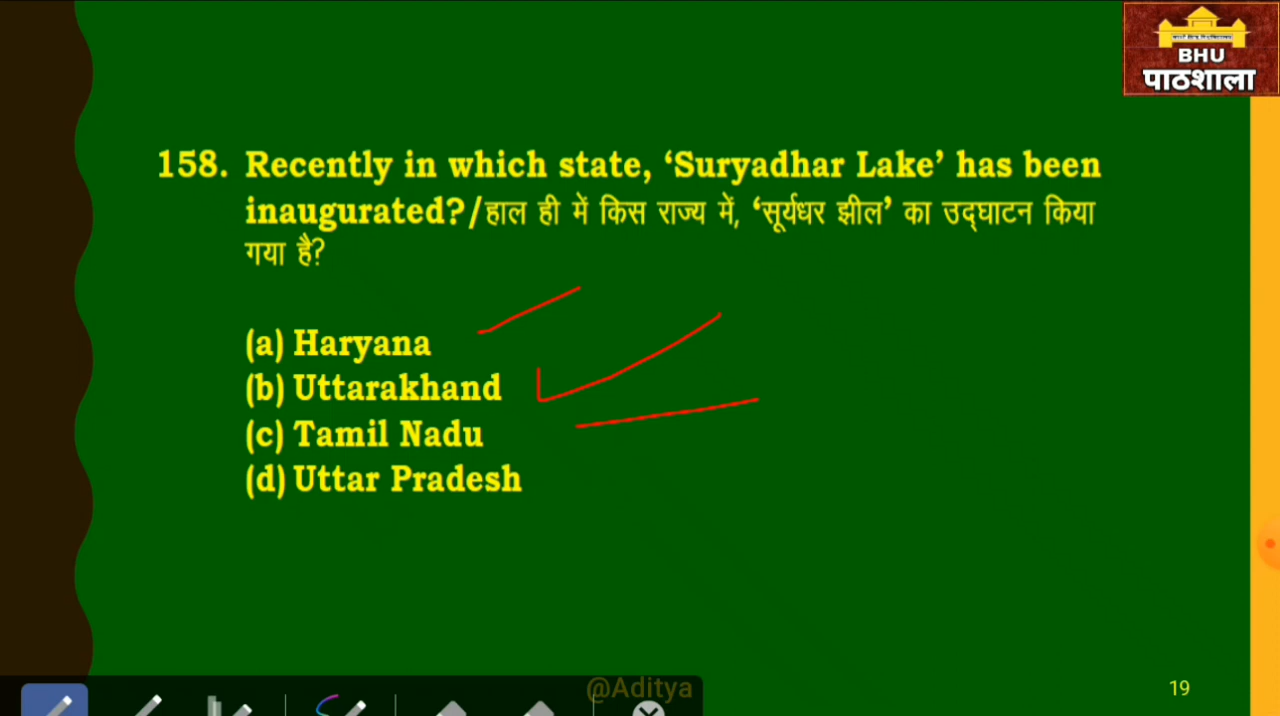 BHU
पाठशाला
158. Recently in which state, ‘Suryadhar Lake’ has been
inaugurated?/हाल ही में किस राज्य में, ‘सूर्यधर झील’ का उद्घाटन किया
गया है?
(a) Haryana
(b) Uttarakhand
(c) Tamil Nadu
(d) Uttar Pradesh
@Aditya
19